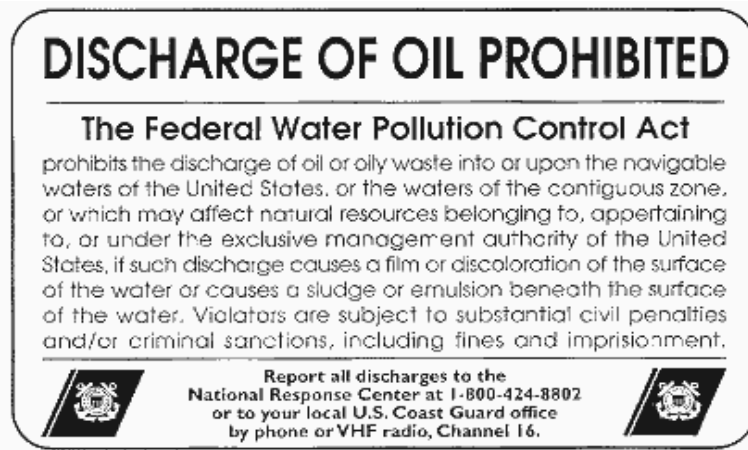 DISCHARGE OF OIL PROHIBITED
The Federal Water Pollution Control Act
prohibits the discharge of oil or oily waste into or upon the navigable
waters of the United States, or the waters of the contiguous zone,
or which may affect natural resources belonging to, appertaining
to, or under the exclusive management authority of the United
States, if such discharge causes a film or discoloration of the surface
of the water or causes a sludge or emulsion beneath the surface
of the water. Violators are subject to substantial civil penalties
and/or criminal sanctions, including fines and imprisionment.
Report all discharges to the
National Response Center at 1-800-424-8802
or to your local U.S. Coast Guard office
by phone or VHF radio, Channel 16.